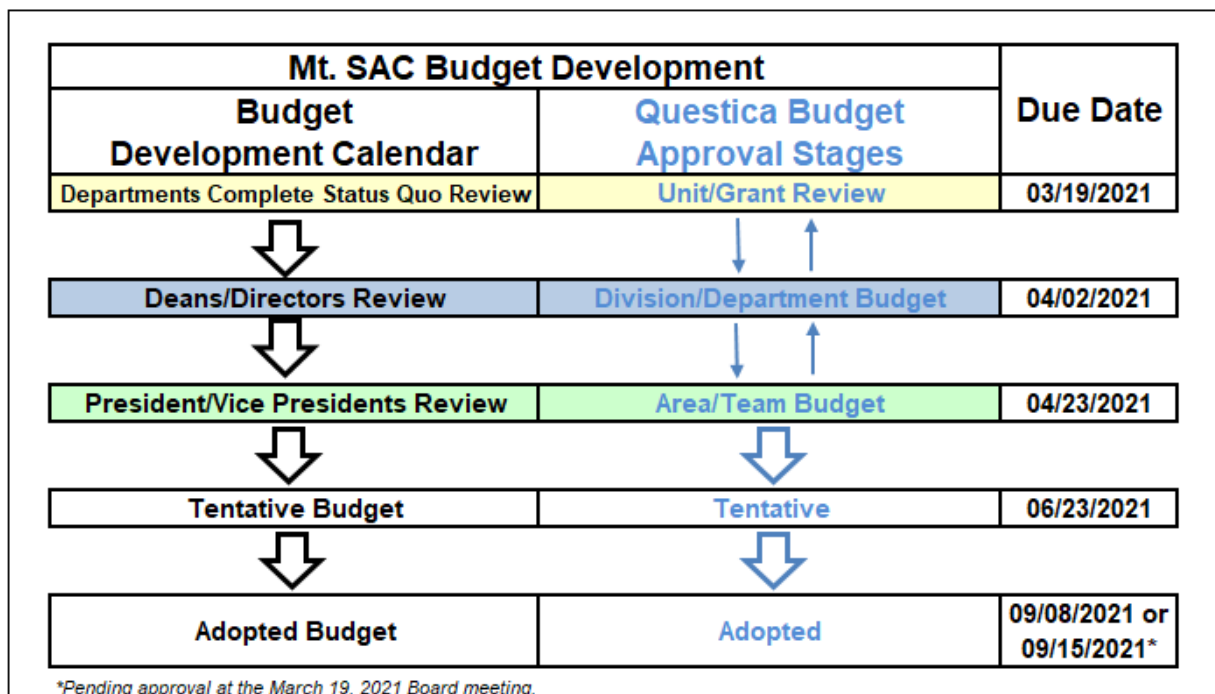 Mt. SAC Budget Development
Due Date
Budget
Development Calendar
Questica Budget
Approval Stages
Departments Complete Status Quo Review
Unit/Grant Review
03/19/2021
Deans/Directors Review
Division/Department Budget
04/02/2021
President/Vice Presidents Review
Area/Team Budget
04/23/2021
Tentative Budget
Tentative
06/23/2021
Adopted Budget
Adopted
09/08/2021 or
09/15/2021*
*Pending approval at the March 19, 2021 Board meeting.